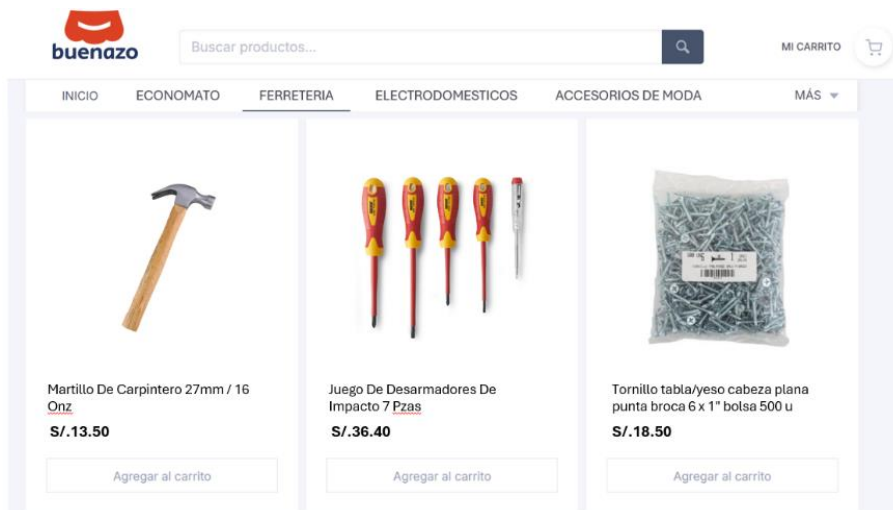 buenazo
Buscar productos...
MI CARRITO
INICIO
ECONOMATO
FERRETERIA
ELECTRODOMESTICOS
ACCESORIOS DE MODA
MÁS
Martillo De Carpintero 27mm / 16
Onz
S/.13.50
Agregar al carrito
Juego De Desarmadores De
Impacto 7 Pzas
S/.36.40
Agregar al carrito
Tornillo tabla/yeso cabeza plana
punta broca 6 x 1" bolsa 500 u
S/.18.50
Agregar al carrito